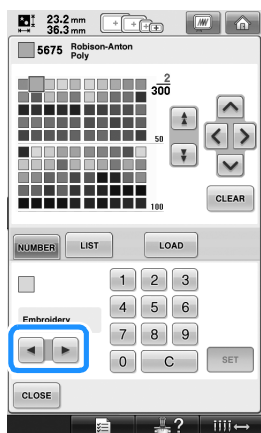 23.2 mm
36.3 mm
5675 Robison-Anton
Poly
2
300
50
100
CLEAR
NUMBER
LIST
LOAD
Embroidery
1 2 3
4 5 6
7 8 9
0 C
SET
CLOSE
?